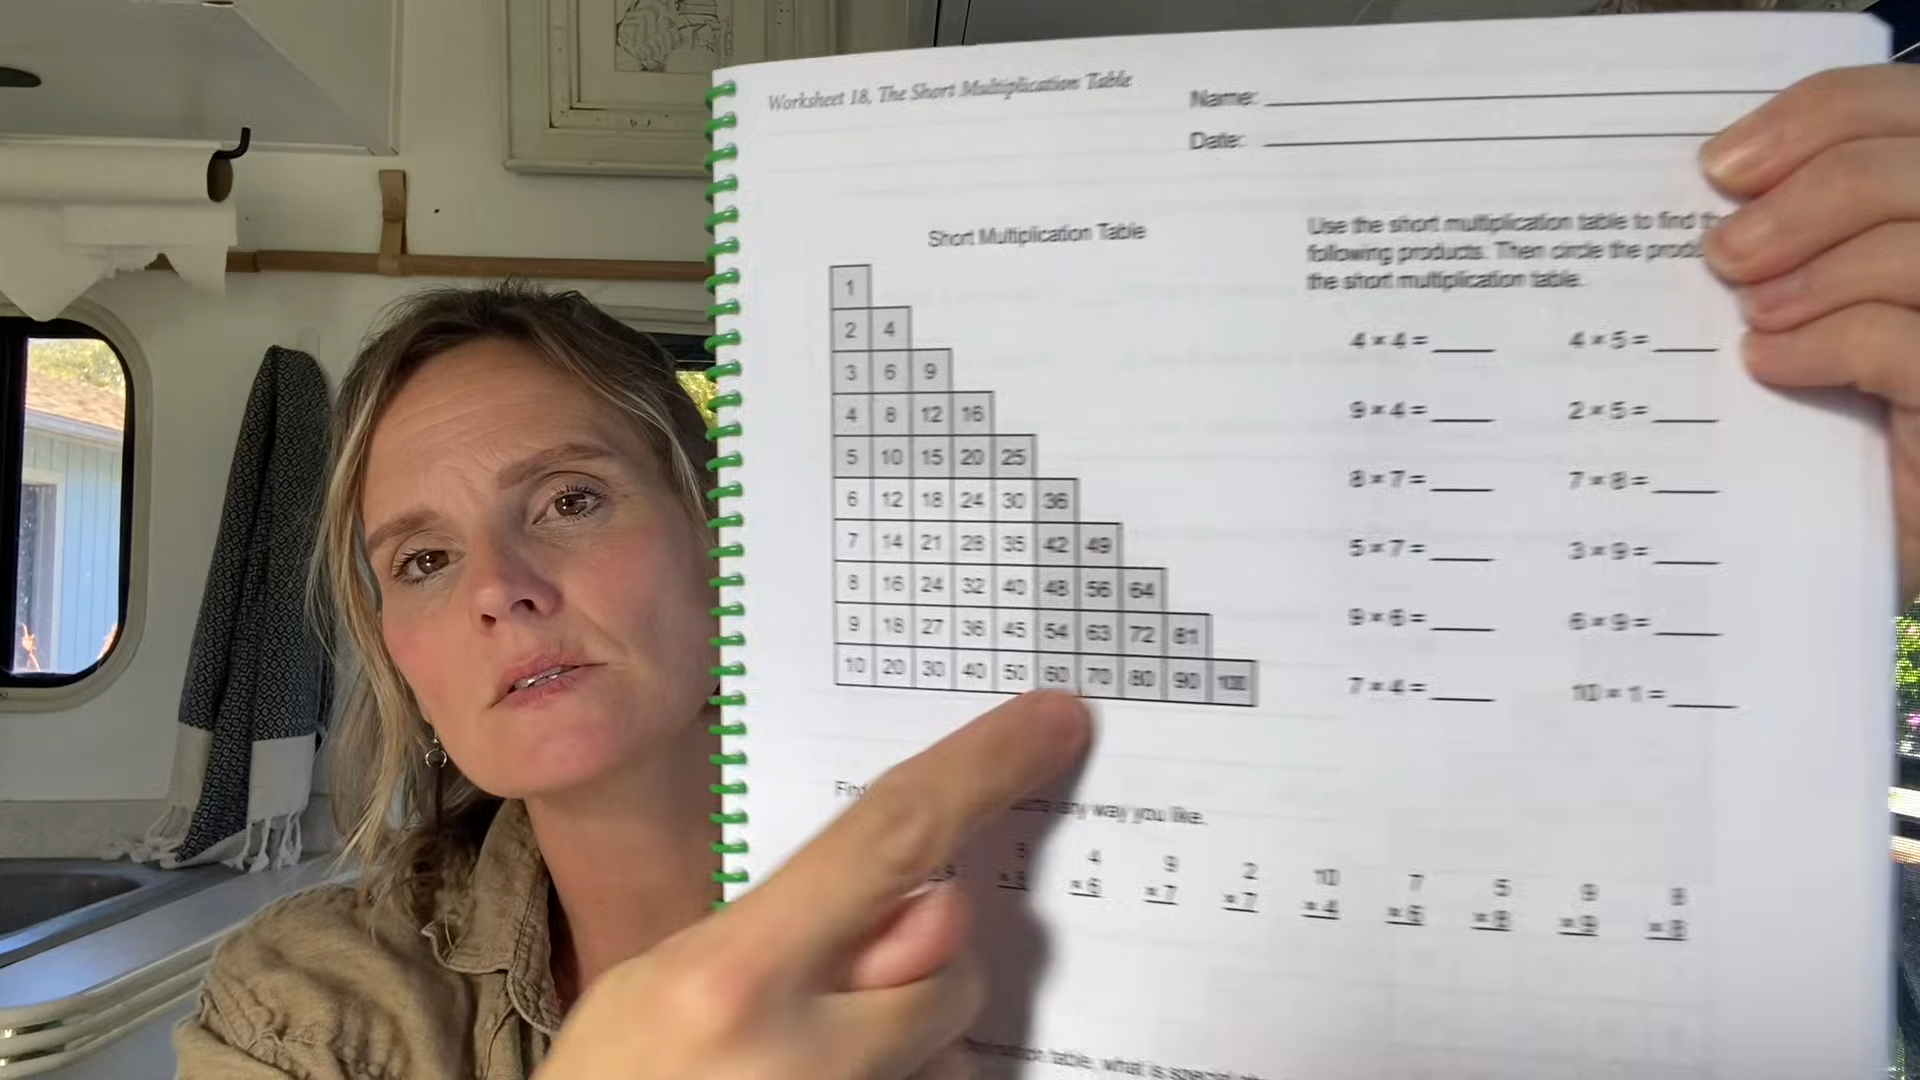 Worksheet 18, The Short Multiplication Table
Name:
Date:
Short Multiplication Table
1
2 4
3 6 9
4 8 12 16
5 10 15 20 25
6 12 18 24 30 36
7 14 21 28 35 42 49
8 16 24 32 40 48 56 64
9 18 27 36 45 54 63 72 81
10 20 30 40 50 60 70 80 90 100
Use the short multiplication table to find
following products. Then circle the
the short multiplication table.
4 × 4 = ____ 4 × 5 = ____
9 × 4 = ____ 2 × 5 = ____
8 × 7 = ____ 7 × 8 = ____
5 × 7 = ____ 3 × 9 = ____
9 × 6 = ____ 6 × 9 = ____
7 × 4 = ____ 10 × 1 = ____
any way you like.
4 9 2 10 7 5 9 8
×6 ×7 ×7 ×4 ×6 ×8 ×9 ×8
table, what is special